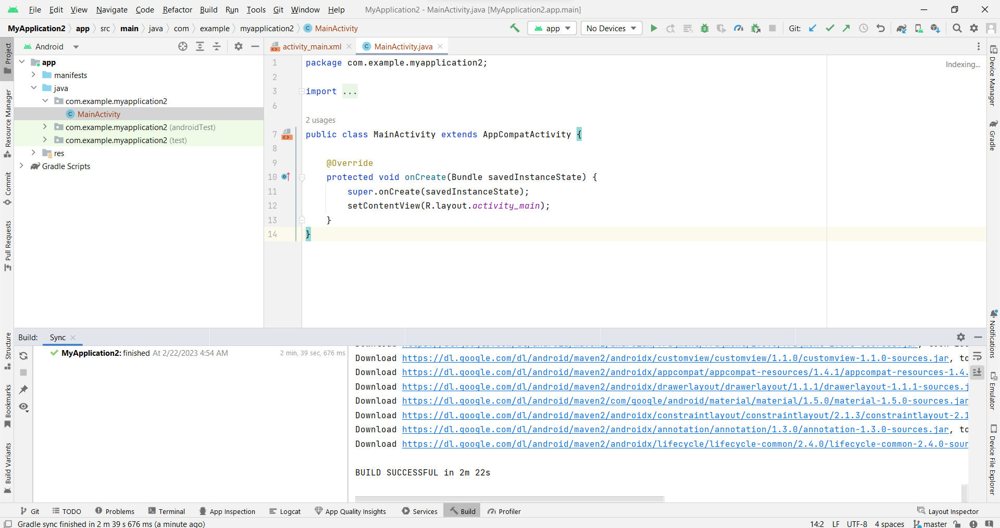 File Edit View Navigate Code Refactor Build Run Tools Git Window Help MyApplication2 - MainActivity.java [MyApplication2.app.main]
MyApplication2 app src main java com example myapplication2 MainActivity app No Devices Git:
Project
Resource Manager
Commit
Pull Requests
Structure
Bookmarks
Build Variants
Android
app
manifests
java
com.example.myapplication2
MainActivity
com.example.myapplication2 (androidTest)
com.example.myapplication2 (test)
res
Gradle Scripts
activity_main.xml MainActivity.java
Indexing...
1 package com.example.myapplication2;
2
3 import ...
6
2 usages
7 public class MainActivity extends AppCompatActivity {
8
9 @Override
10 protected void onCreate(Bundle savedInstanceState) {
11 super.onCreate(savedInstanceState);
12 setContentView(R.layout.activity_main);
13 }
14 }
Device Manager
Gradle
Notifications
Emulator
Device File Explorer
Build: Sync
MyApplication2: finished At 2/22/2023 4:54 AM 2 min, 39 sec, 676 ms
Download https://dl.google.com/dl/android/maven2/androidx/customview/customview/1.1.0/customview-1.1.0-sources.jar, to
Download https://dl.google.com/dl/android/maven2/androidx/appcompat/appcompat-resources/1.4.1/appcompat-resources-1.4.
Download https://dl.google.com/dl/android/maven2/androidx/drawerlayout/drawerlayout/1.1.1/drawerlayout-1.1.1-sources.j
Download https://dl.google.com/dl/android/maven2/com/google/android/material/material/1.5.0/material-1.5.0-sources.jar
Download https://dl.google.com/dl/android/maven2/androidx/constraintlayout/constraintlayout/2.1.3/constraintlayout-2.1
Download https://dl.google.com/dl/android/maven2/androidx/annotation/annotation/1.3.0/annotation-1.3.0-sources.jar, to
Download https://dl.google.com/dl/android/maven2/androidx/lifecycle/lifecycle-common/2.4.0/lifecycle-common-2.4.0-sour
BUILD SUCCESSFUL in 2m 22s
Git TODO Problems Terminal App Inspection Logcat App Quality Insights Services Build Profiler Layout Inspector
Gradle sync finished in 2 m 39 s 676 ms (a minute ago) 14:2 LF UTF-8 4 spaces master